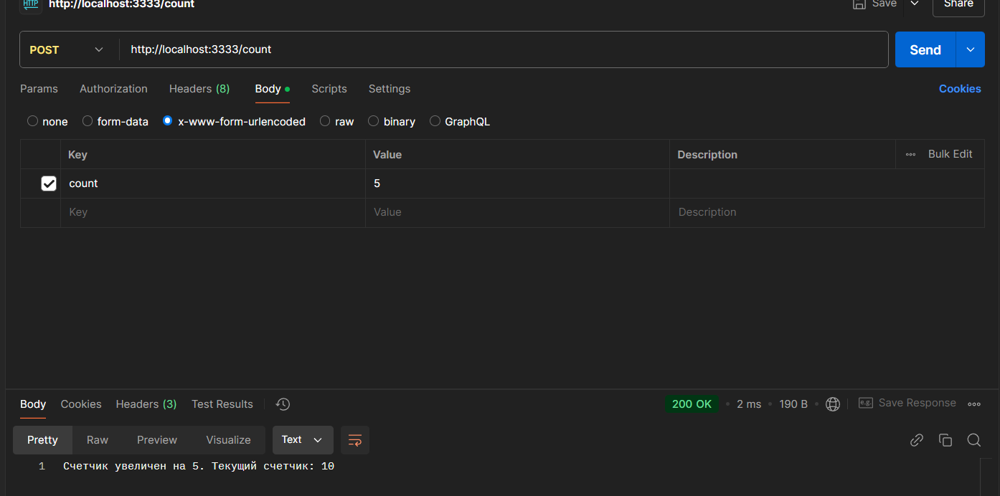 HTTP http://localhost:3333/count Save Share
POST http://localhost:3333/count Send
Params Authorization Headers (8) Body Scripts Settings Cookies
none form-data x-www-form-urlencoded raw binary GraphQL
Key Value Description Bulk Edit
count 5
Key Value Description
Body Cookies Headers (3) Test Results 200 OK • 2 ms • 190 B • e.g. Save Response
Pretty Raw Preview Visualize Text
1 Счетчик увеличен на 5. Текущий счетчик: 10